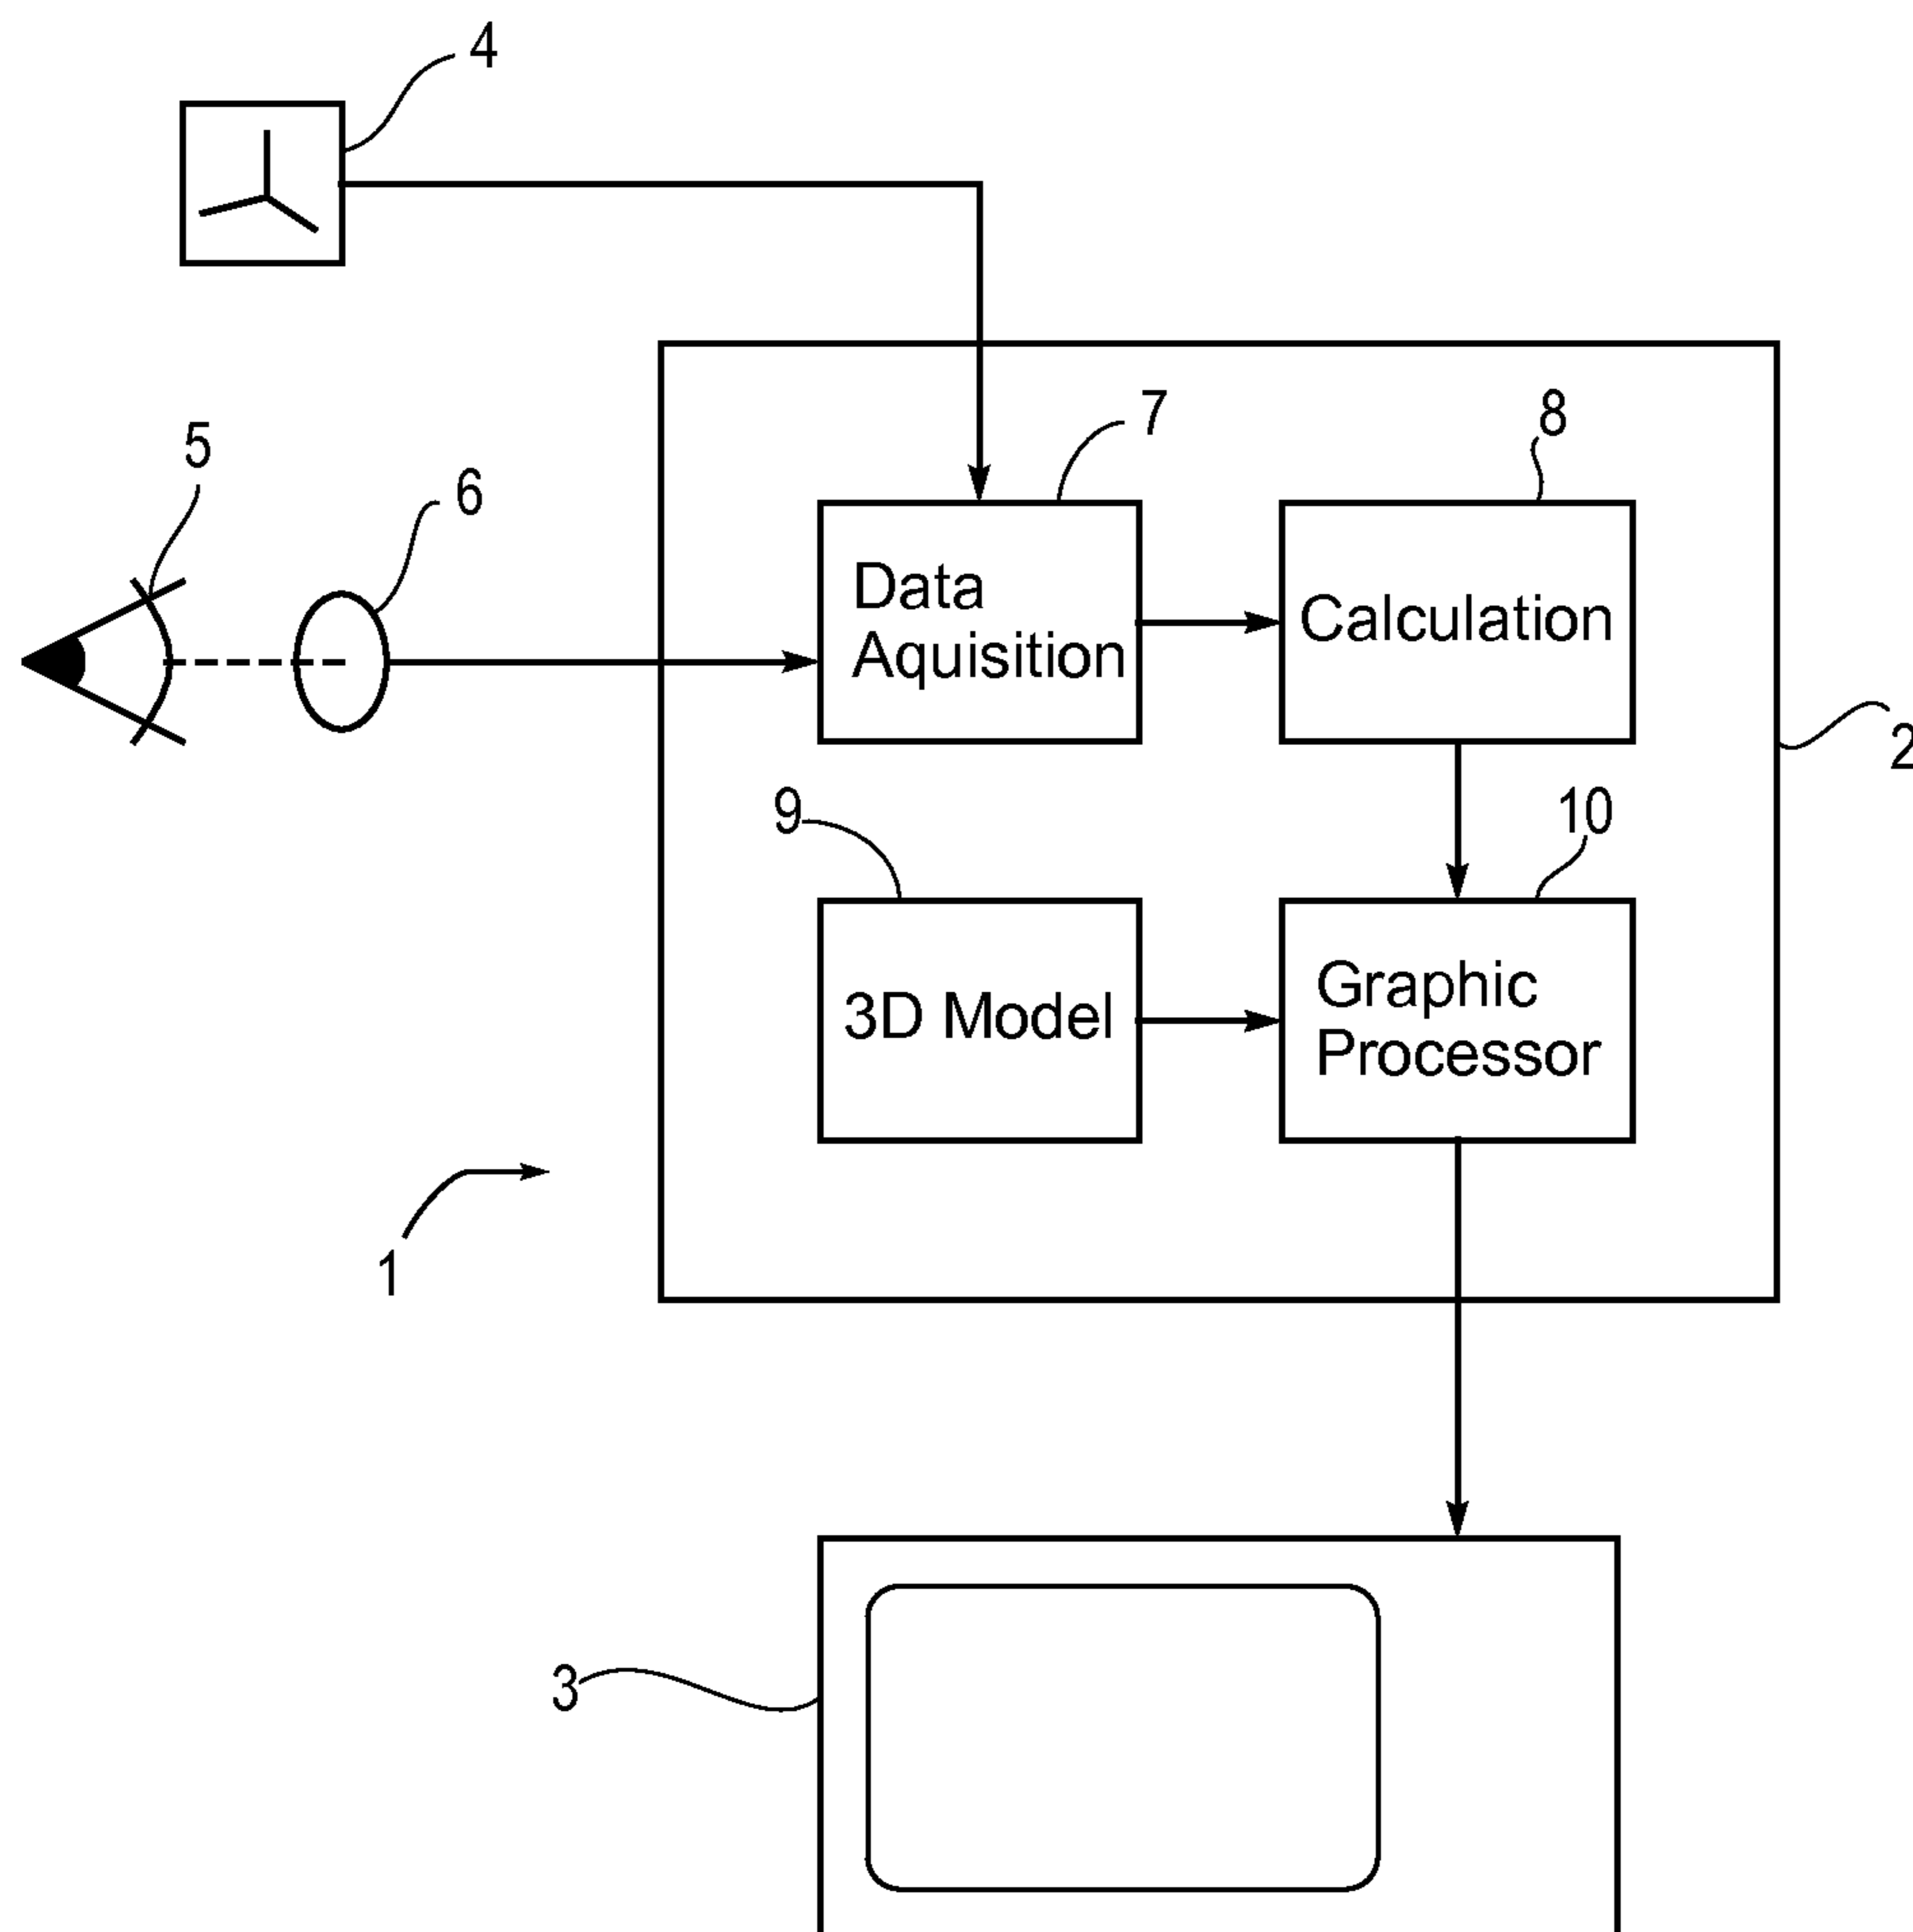 4
7
8
5
6
Data
Aquisition
Calculation
2
9
10
3D Model
Graphic
Processor
1
3